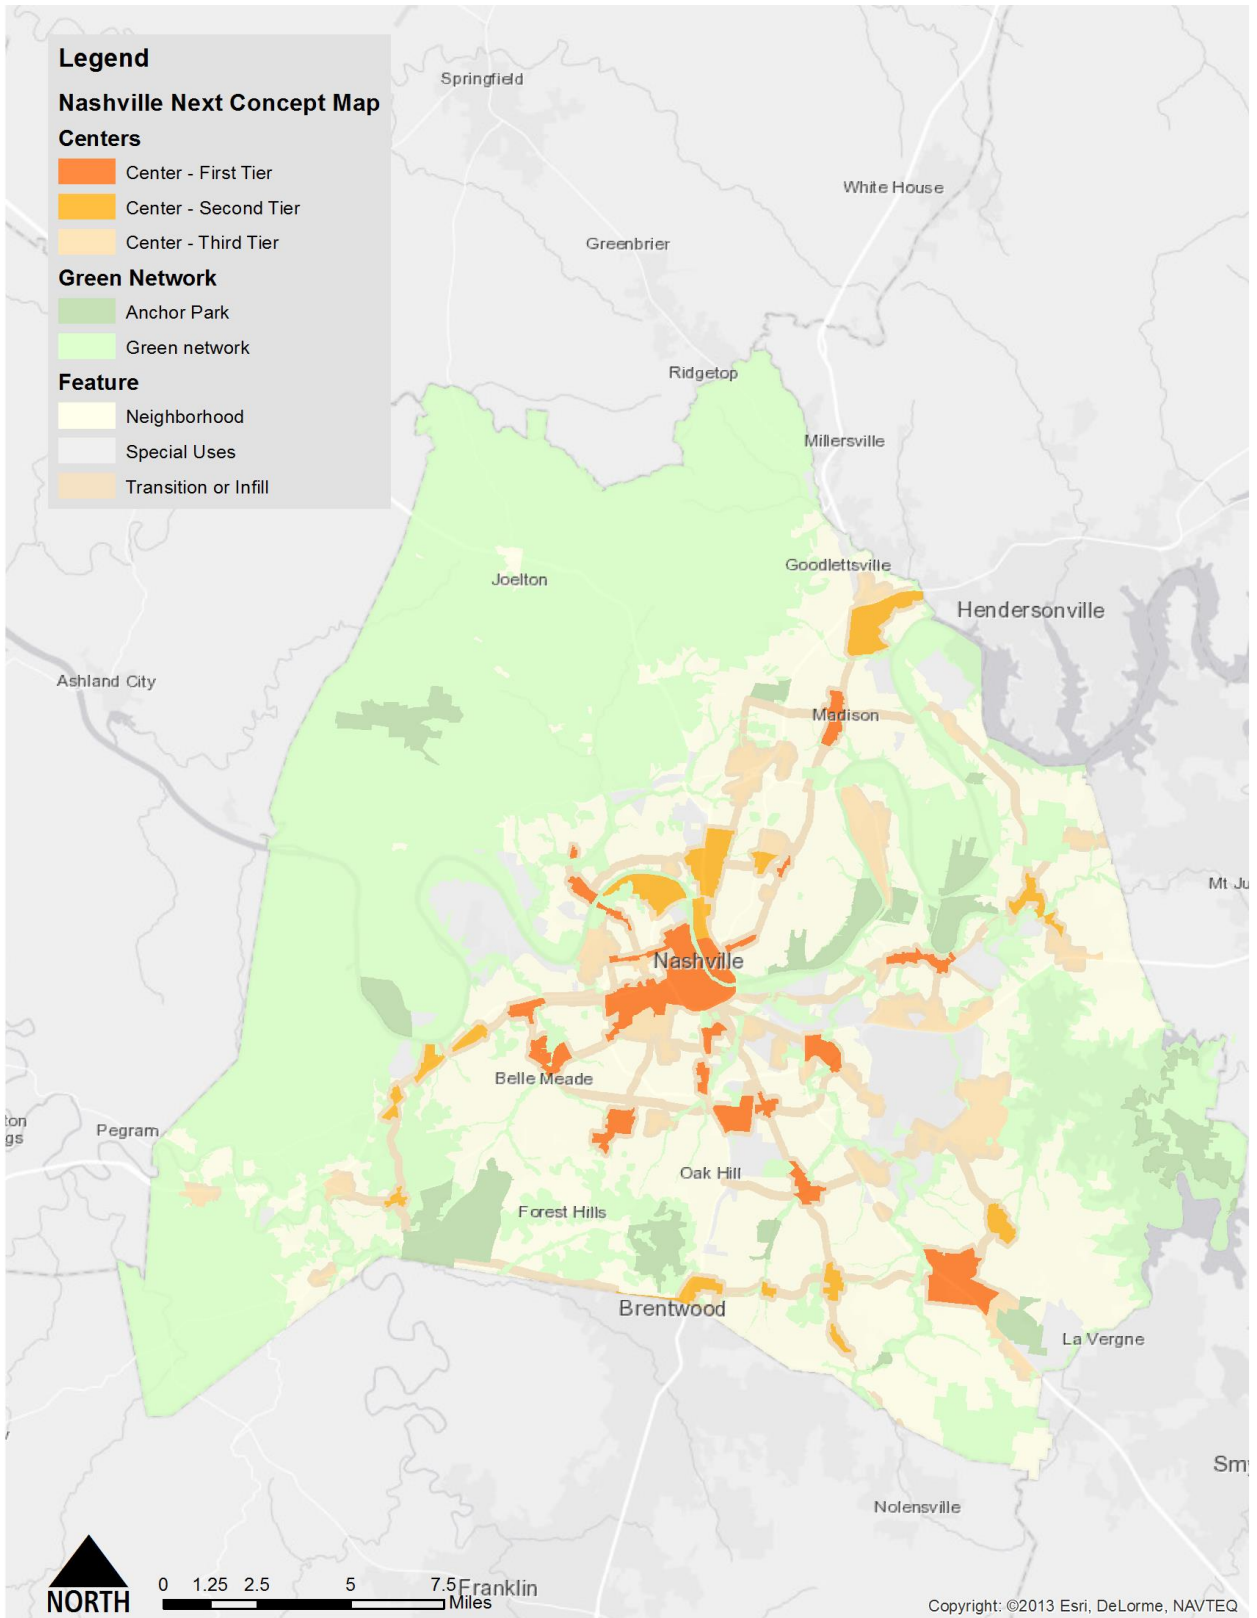 Legend
Nashville Next Concept Map
Centers
Center - First Tier
Center - Second Tier
Center - Third Tier
Green Network
Anchor Park
Green network
Feature
Neighborhood
Special Uses
Transition or Infill
Springfield
White House
Greenbrier
Ridgetop
Millersville
Goodlettsville
Joelton
Hendersonville
Ashland City
Madison
Mt Ju
Nashville
Belle Meade
ton
gs
Pegram
Oak Hill
Forest Hills
Brentwood
La Vergne
Smy
Nolensville
Franklin
NORTH
0 1.25 2.5 5 7.5
Miles
Copyright: ©2013 Esri, DeLorme, NAVTEQ